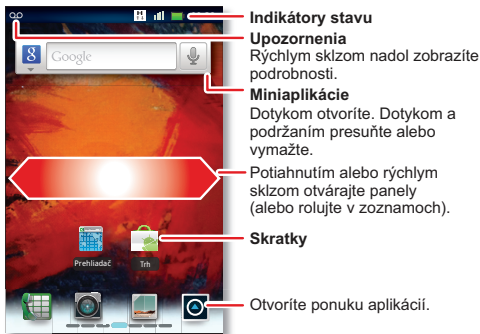 Indikátory stavu
Upozornenia
Rýchlym sklzom nadol zobrazíte
podrobnosti.
8 Google
Miniaplikácie
Dotykom otvoríte. Dotykom a
podržaním presuňte alebo
vymažte.
Potiahnutím alebo rýchlym
sklzom otvárajte panely
(alebo rolujte v zoznamoch).
Skratky
Prehliadač
Trh
Otvoríte ponuku aplikácií.